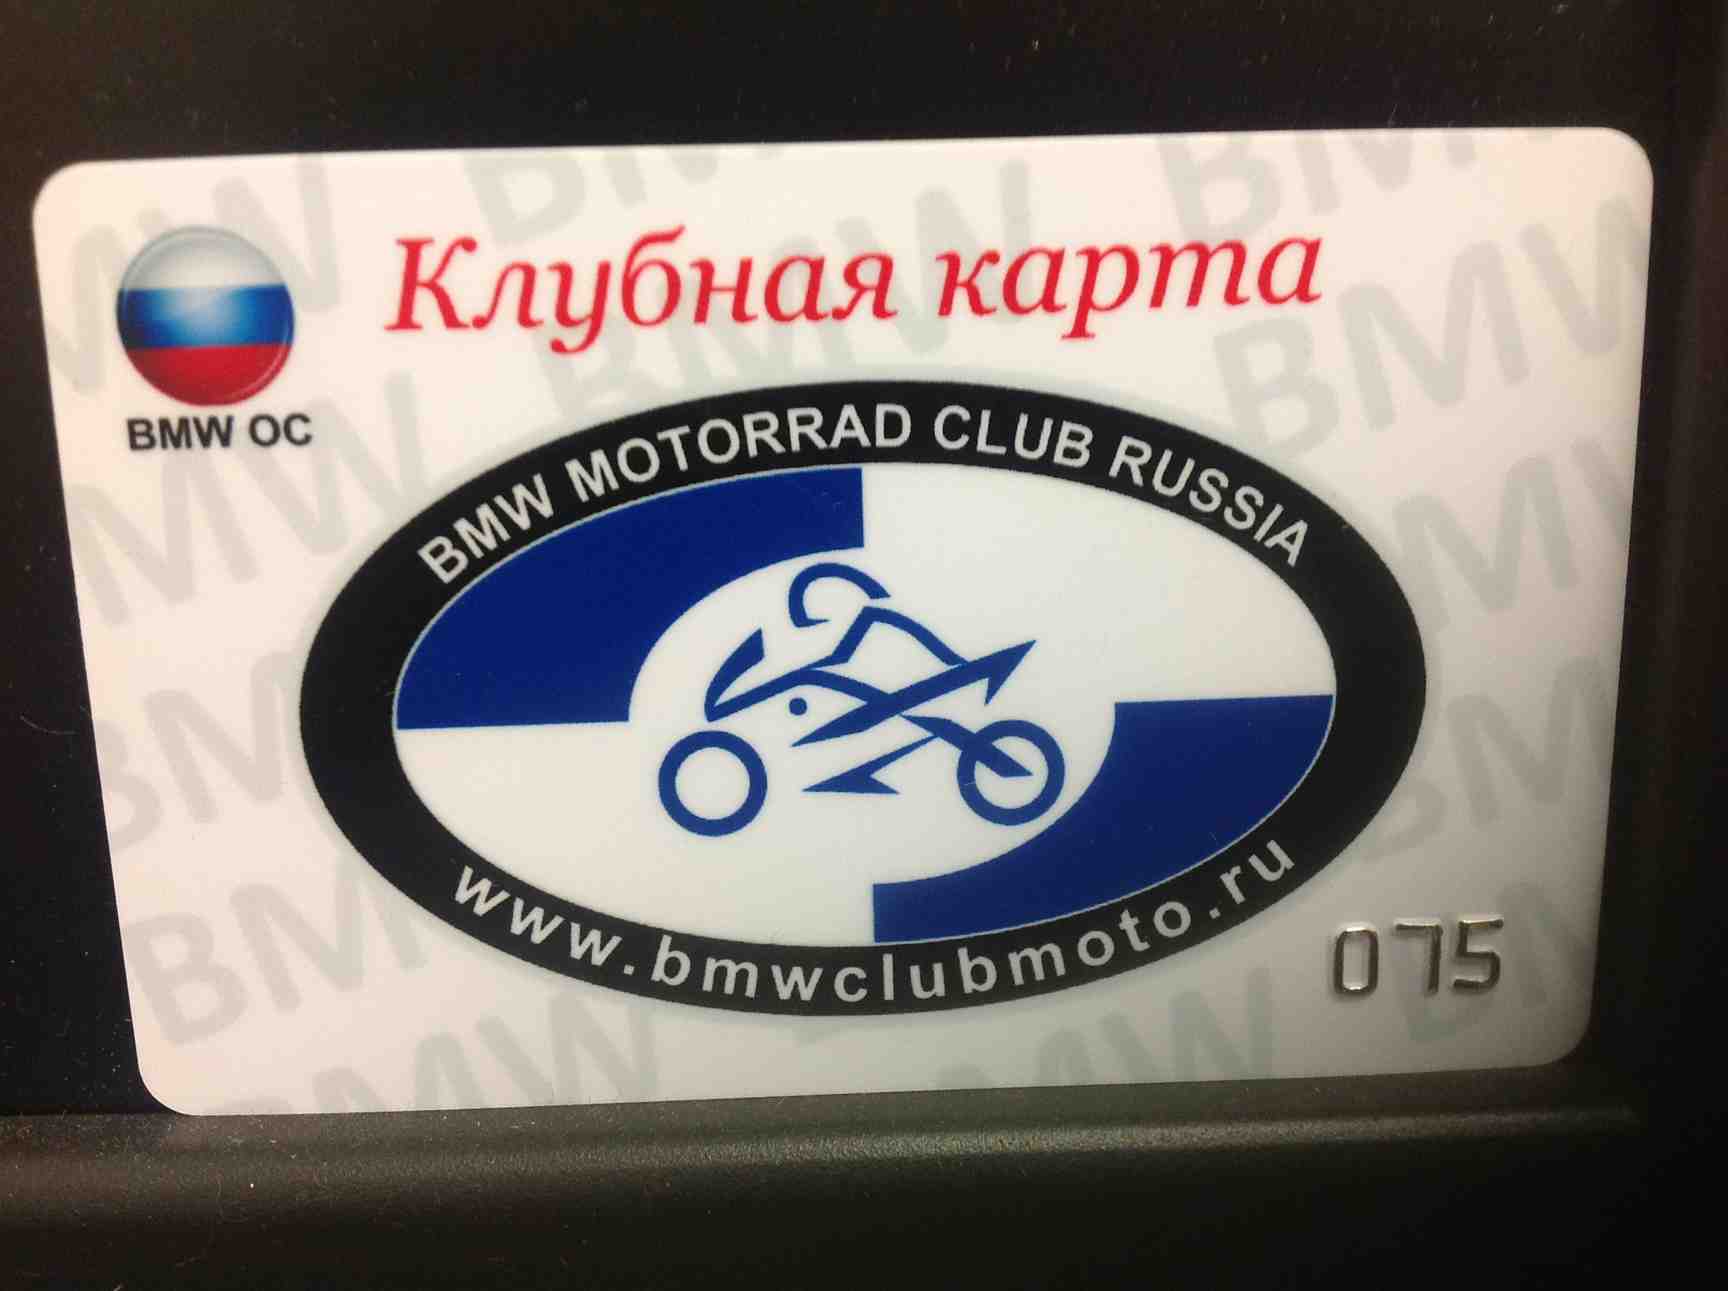 Клубная карта
BMW OC
BMW MOTORRAD CLUB RUSSIA
www.bmwclubmoto.ru
075